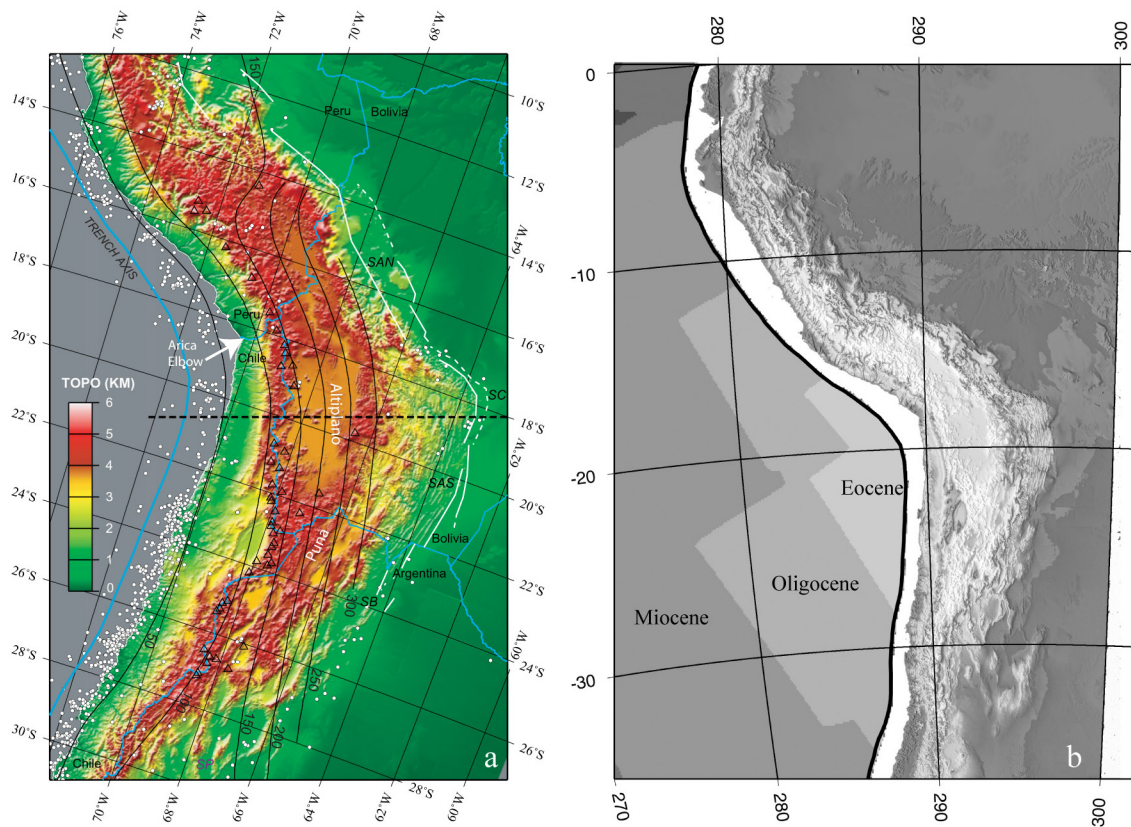 76°W
74°W
72°W
70°W
68°W
14°S
16°S
18°S
20°S
22°S
24°S
26°S
28°S
30°S
10°S
12°S
64°W
14°S
16°S
18°S
62°W
20°S
22°S
60°W
24°S
26°S
28°S
70°W
68°W
66°W
64°W
62°W
60°W
150
Peru
Bolivia
TRENCH AXIS
SAN
Peru
Arica
Elbow
Chile
Altiplano
SC
TOPO (KM)
6
5
4
3
2
1
0
SAS
Bolivia
Puna
Argentina
SB
300
50
250
100
150
200
Chile
SP
a
280
290
300
0
-10
-20
-30
Eocene
Oligocene
Miocene
b
270
280
290
300